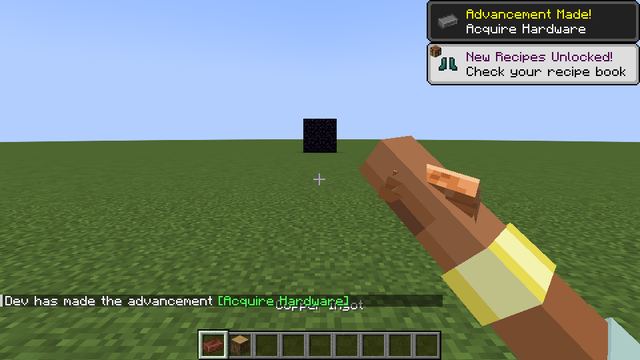 Advancement Made!
Acquire Hardware
New Recipes Unlocked!
Check your recipe book
Dev has made the advancement [Acquire Hardware]
Copper Ingot